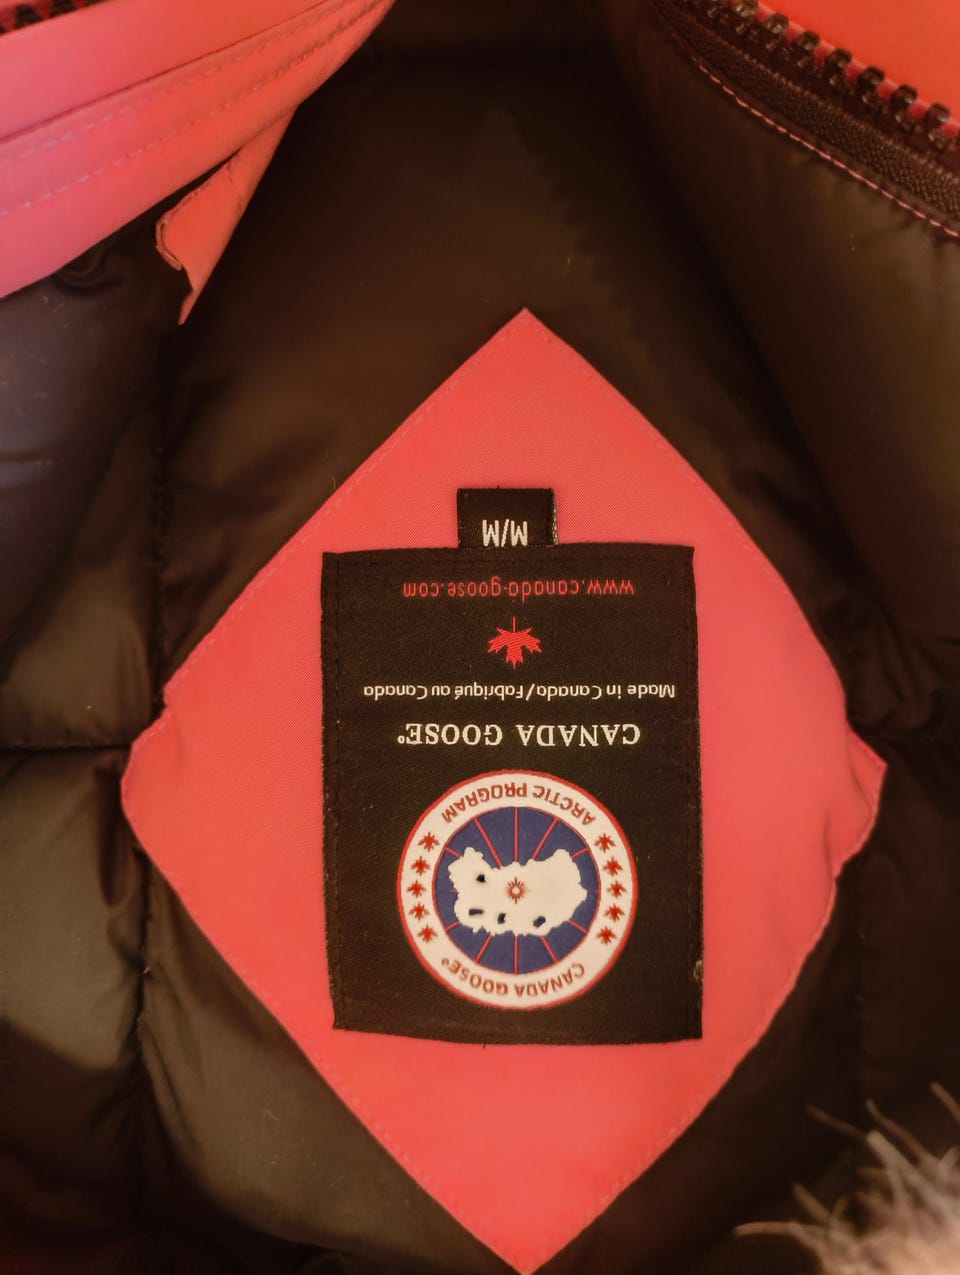 CANADA GOOSE®
ARCTIC PROGRAM
CANADA GOOSE®
Made in Canada/Fabriqué au Canada
www.canada-goose.com
M/M